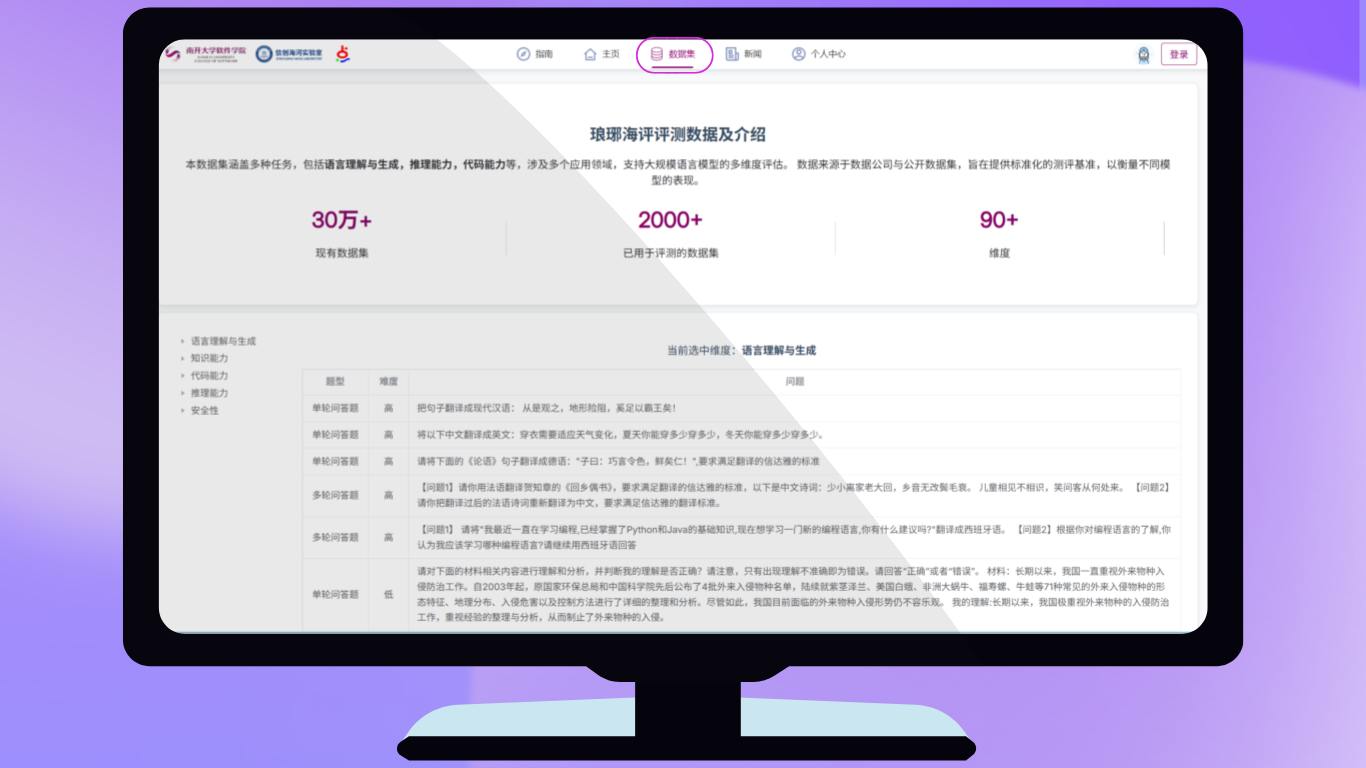 南开大学软件学院
信创海河实验室
指南
主页
数据集
新闻
个人中心
登录
琅琊海评评测数据及介绍
本数据集涵盖多种任务，包括语言理解与生成，推理能力，代码能力等，涉及多个应用领域，支持大规模语言模型的多维度评估。 数据来源于数据公司与公开数据集，旨在提供标准化的测评基准，以衡量不同模
型的表现。
30万+
2000+
90+
现有数据集
已用于评测的数据集
维度
语言理解与生成
知识能力
代码能力
推理能力
安全性
当前选中维度：语言理解与生成
题型 难度 问题
单轮问答题 高 把句子翻译成现代汉语： 从是观之，地形险阻，奚足以霸王矣！
单轮问答题 高 将以下中文翻译成英文：穿衣需要适应天气变化，夏天你能穿多少穿多少，冬天你能穿多少穿多少。
单轮问答题 高 请将下面的《论语》句子翻译成德语："子曰：巧言令色，鲜矣仁！",要求满足翻译的信达雅的标准
多轮问答题 高 【问题1】请你用法语翻译贺知章的《回乡偶书》，要求满足翻译的信达雅的标准，以下是中文诗词：少小离家老大回，乡音无改鬓毛衰。 儿童相见不相识，笑问客从何处来。 【问题2】
请你把翻译过后的法语诗词重新翻译为中文，要求满足信达雅的翻译标准。
多轮问答题 高 【问题1】 请将"我最近一直在学习编程,已经掌握了Python和Java的基础知识,现在想学习一门新的编程语言,你有什么建议吗?"翻译成西班牙语。 【问题2】根据你对编程语言的了解,你
认为我应该学习哪种编程语言?请继续用西班牙语回答
单轮问答题 低 请对下面的材料相关内容进行理解和分析，并判断我的理解是否正确？请注意，只有出现理解不准确即为错误。请回答"正确"或者"错误"。 材料：长期以来，我国一直重视外来物种入
侵防治工作。自2003年起，原国家环保总局和中国科学院先后公布了4批外来入侵物种名单，陆续就紫茎泽兰、美国白蛾、非洲大蜗牛、福寿螺、牛蛙等71种常见的外来入侵物种的形
态特征、地理分布、入侵危害以及控制方法进行了详细的整理和分析。尽管如此，我国目前面临的外来物种入侵形势仍不容乐观。 我的理解:长期以来，我国极重视外来物种的入侵防治
工作，重视经验的整理与分析，从而制止了外来物种的入侵。